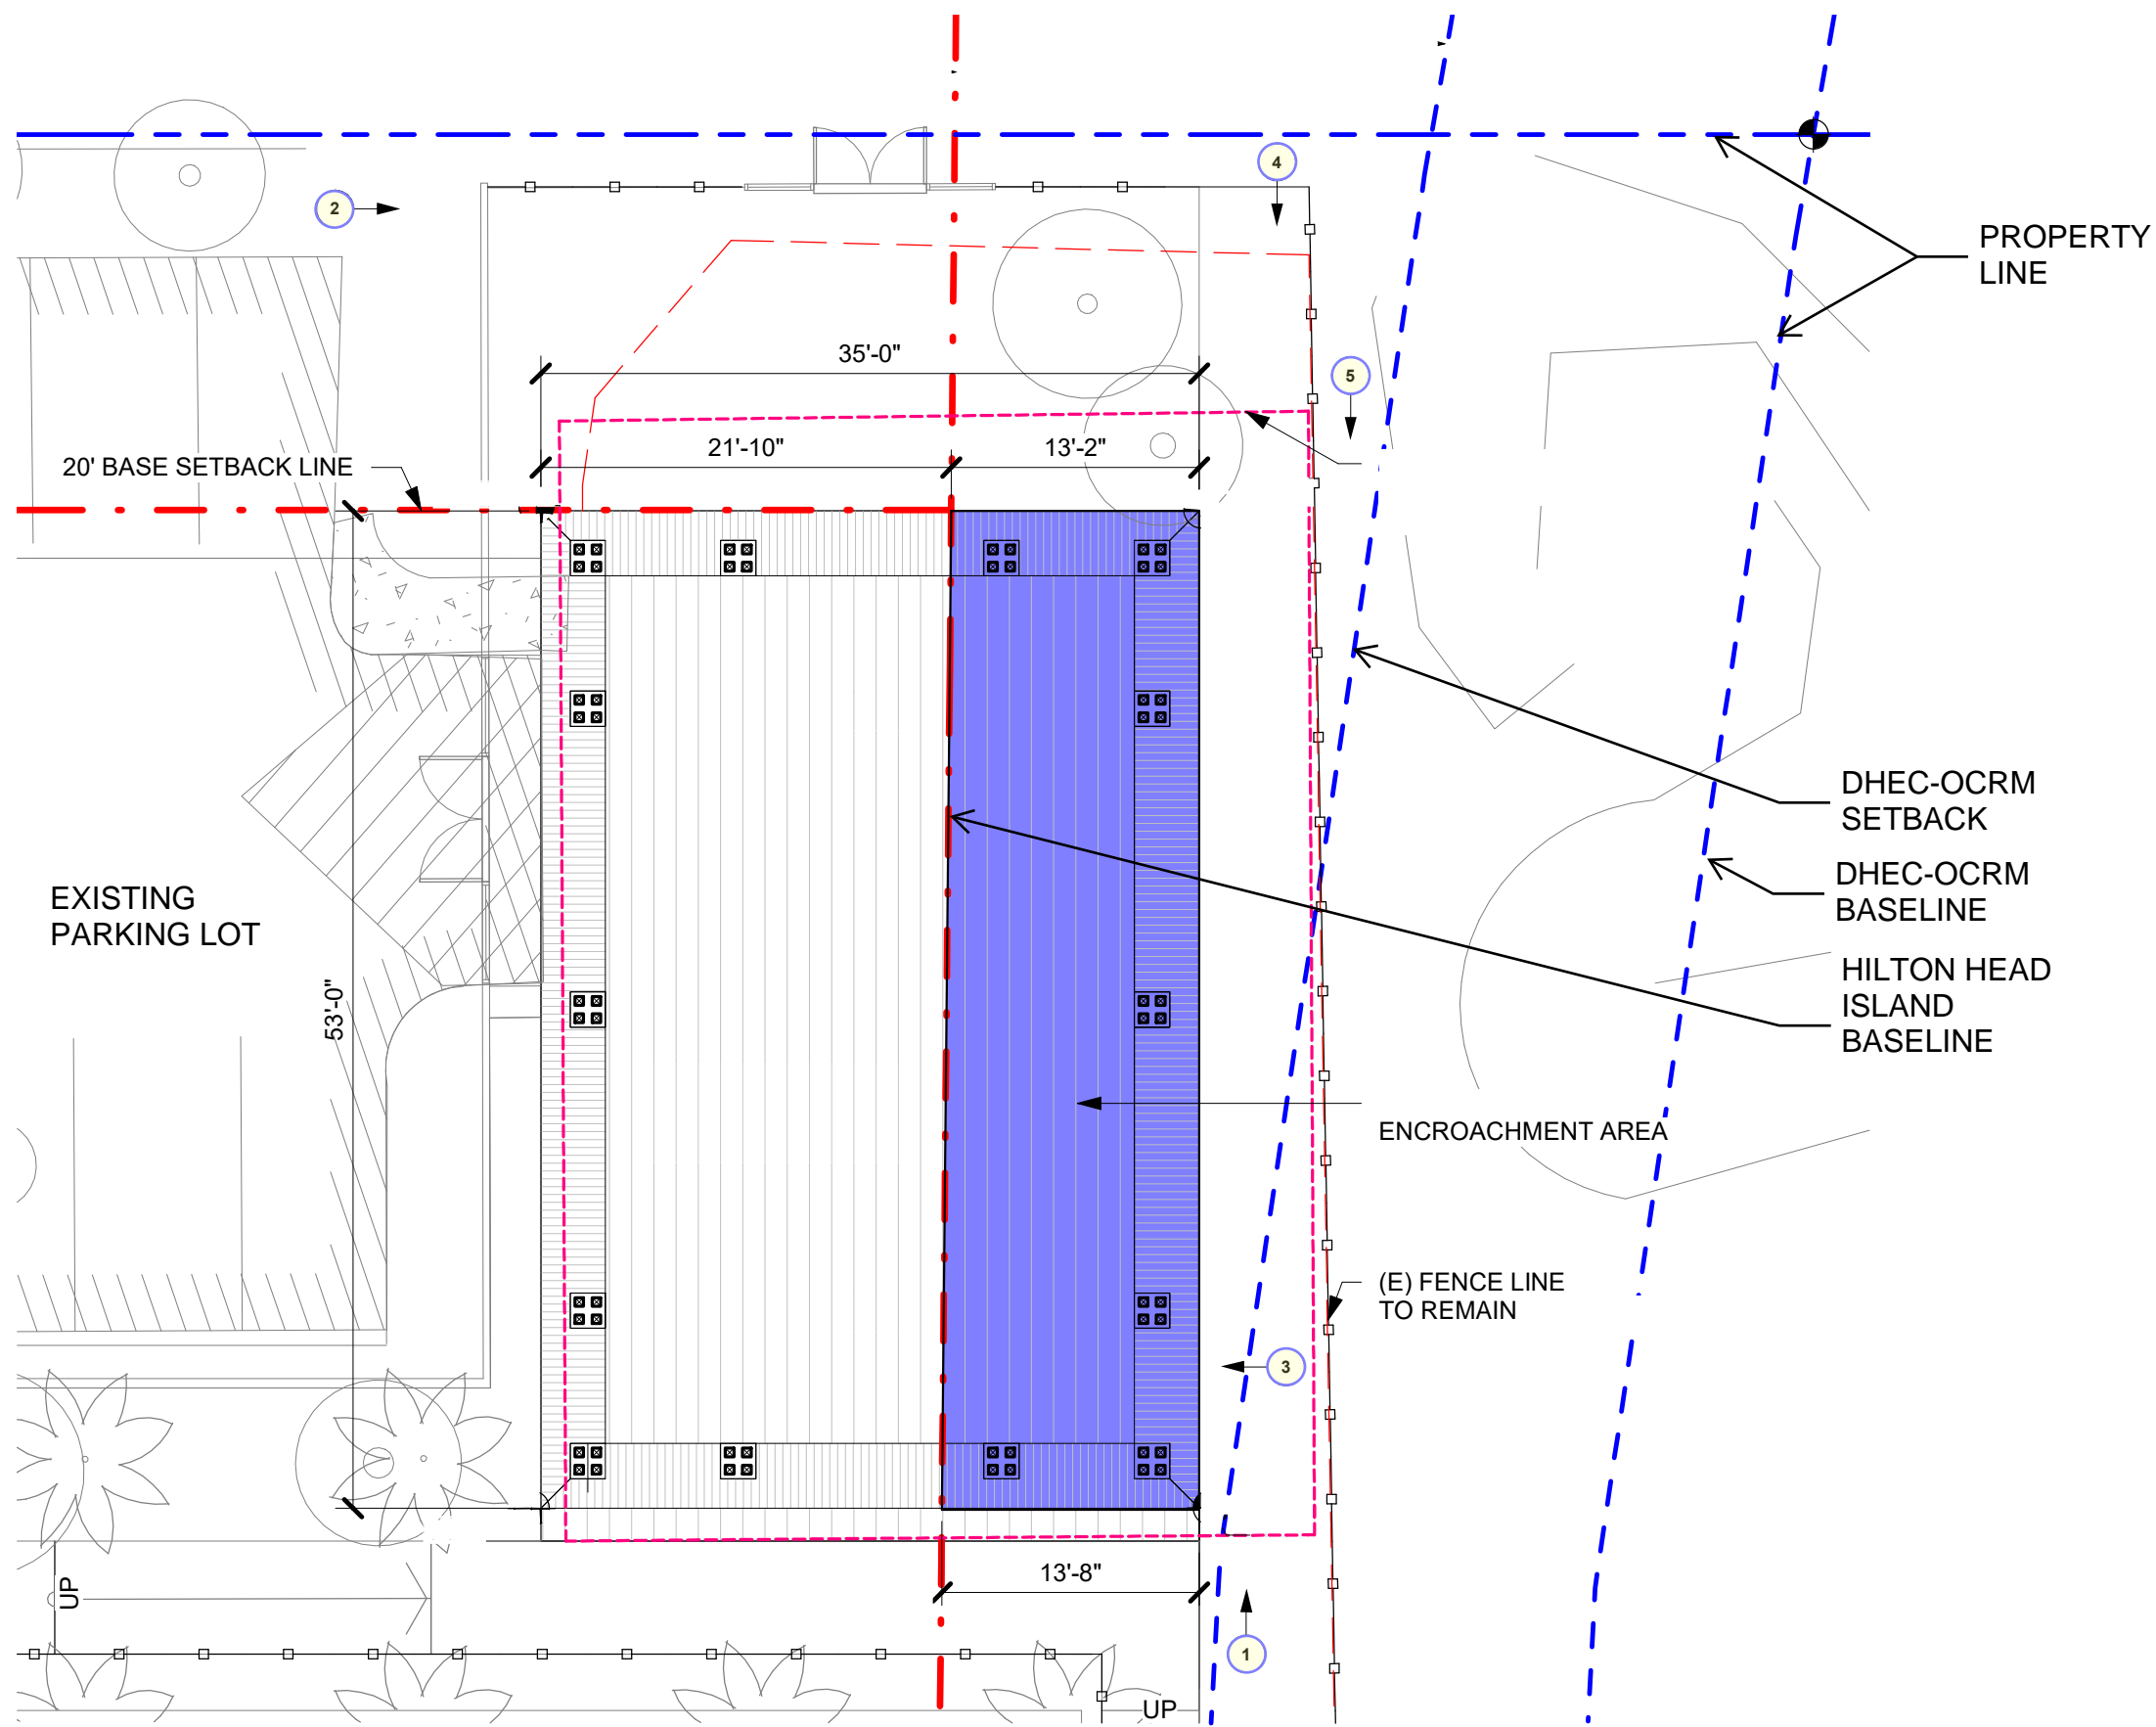 4
2
PROPERTY
LINE
35'-0"
5
21'-10"
13'-2"
20' BASE SETBACK LINE
DHEC-OCRM
SETBACK
DHEC-OCRM
BASELINE
EXISTING
PARKING LOT
HILTON HEAD
ISLAND
BASELINE
53'-0"
ENCROACHMENT AREA
(E) FENCE LINE
TO REMAIN
3
13'-8"
UP
1
UP